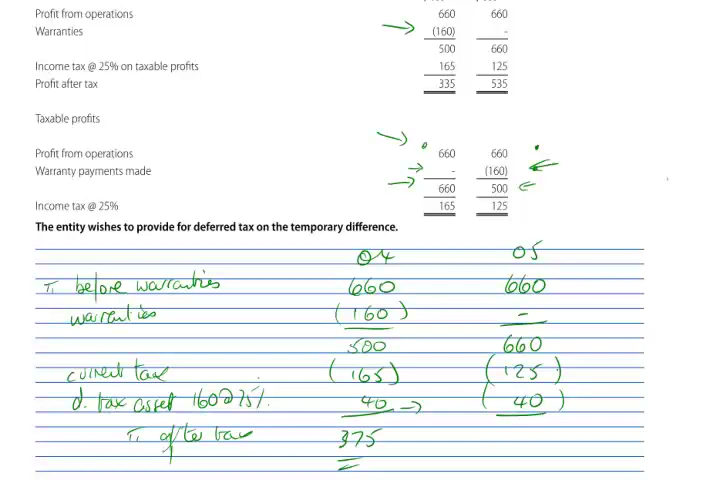 Profit from operations 660 660
Warranties (160) -
500 660
Income tax @ 25% on taxable profits 165 125
Profit after tax 335 535
Taxable profits
Profit from operations 660 660
Warranty payments made - (160)
660 500
Income tax @ 25% 165 125
The entity wishes to provide for deferred tax on the temporary difference.
04 05
π before warranties 660 660
warranties (160) -
500 660
current tax (165) (125)
d. tax asset 160@25%. 40 → (40)
π after tax 375